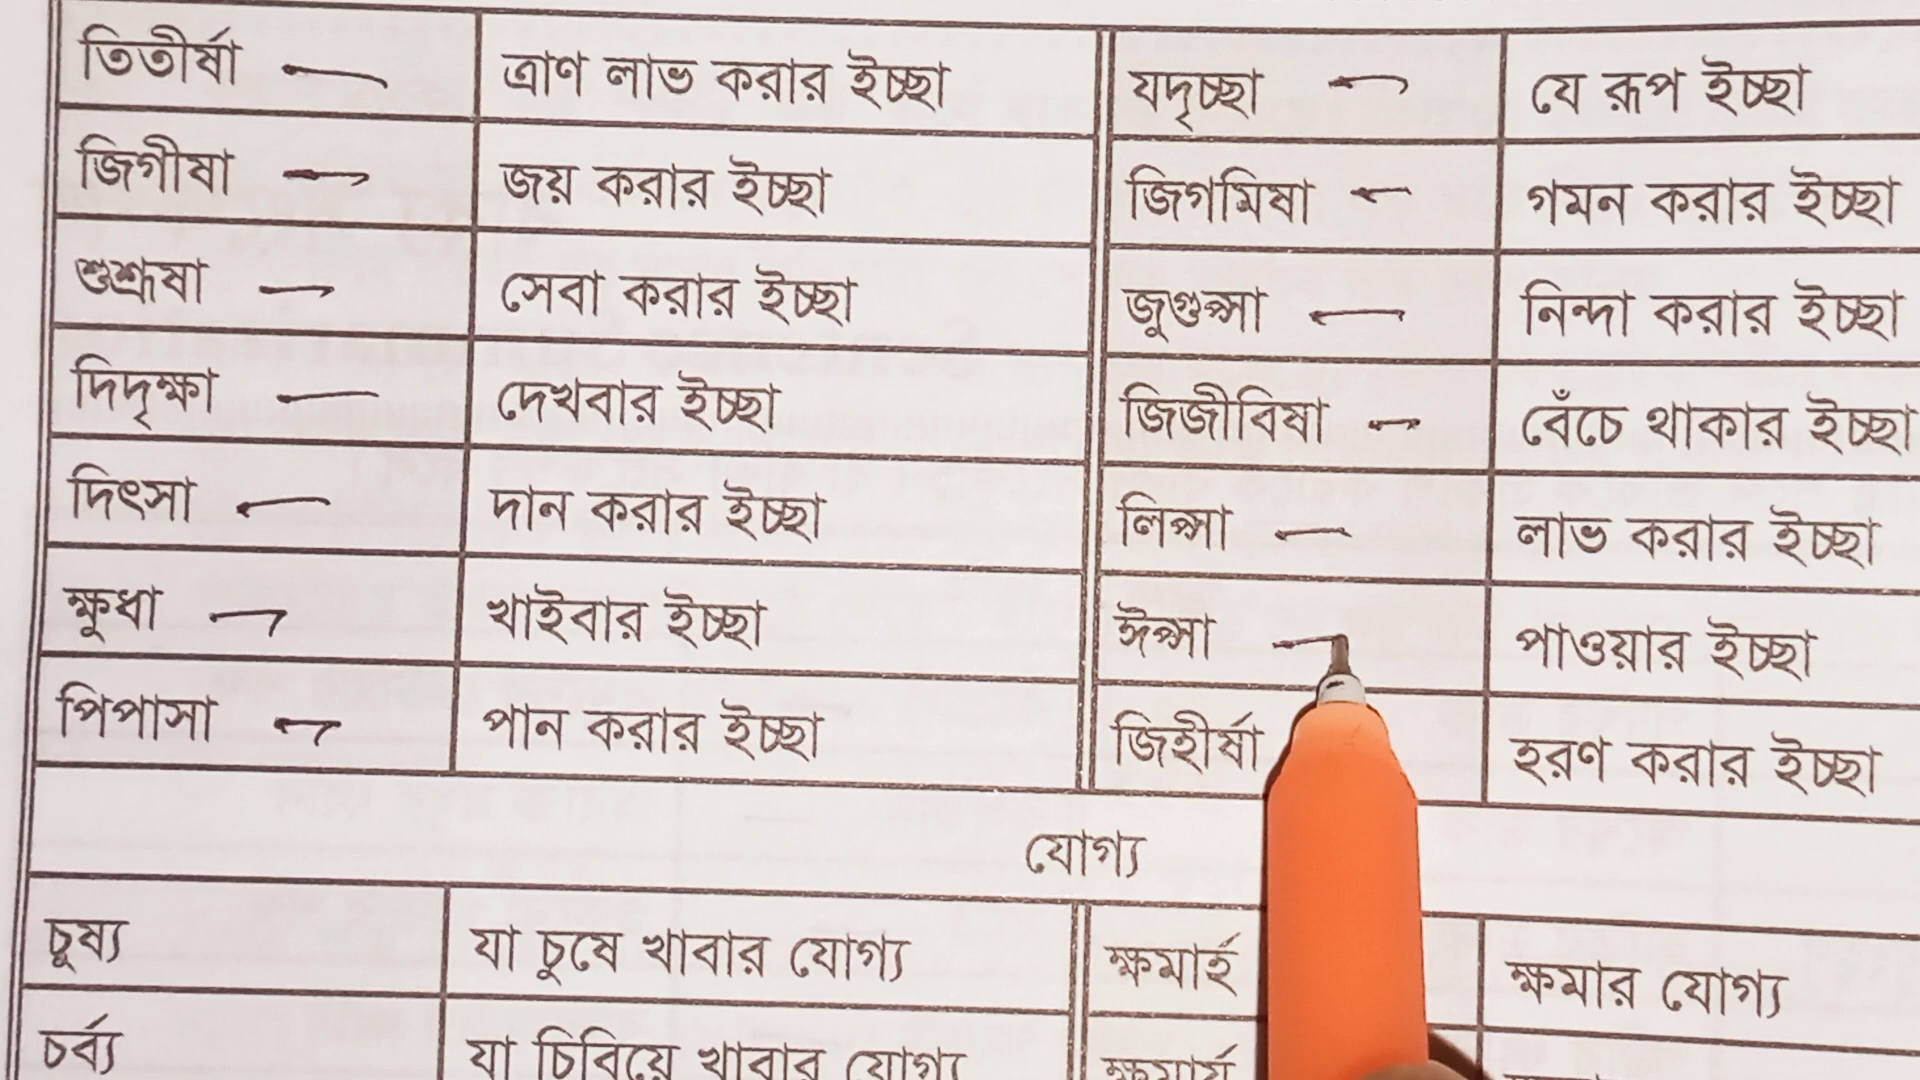 তিতীর্ষা ত্রাণ লাভ করার ইচ্ছা যদৃচ্ছা যে রূপ ইচ্ছা
জিগীষা জয় করার ইচ্ছা জিগমিষা গমন করার ইচ্ছা
শুশ্রূষা সেবা করার ইচ্ছা জুগুপ্সা নিন্দা করার ইচ্ছা
দিদৃক্ষা দেখবার ইচ্ছা জিজীবিষা বেঁচে থাকার ইচ্ছা
দিৎসা দান করার ইচ্ছা লিপ্সা লাভ করার ইচ্ছা
ক্ষুধা খাইবার ইচ্ছা ঈপ্সা পাওয়ার ইচ্ছা
পিপাসা পান করার ইচ্ছা জিহীর্ষা হরণ করার ইচ্ছা
যোগ্য
চূষ্য যা চুষে খাবার যোগ্য ক্ষমার্হ ক্ষমার যোগ্য
চর্ব্য যা চিবিয়ে খাবার যোগ্য